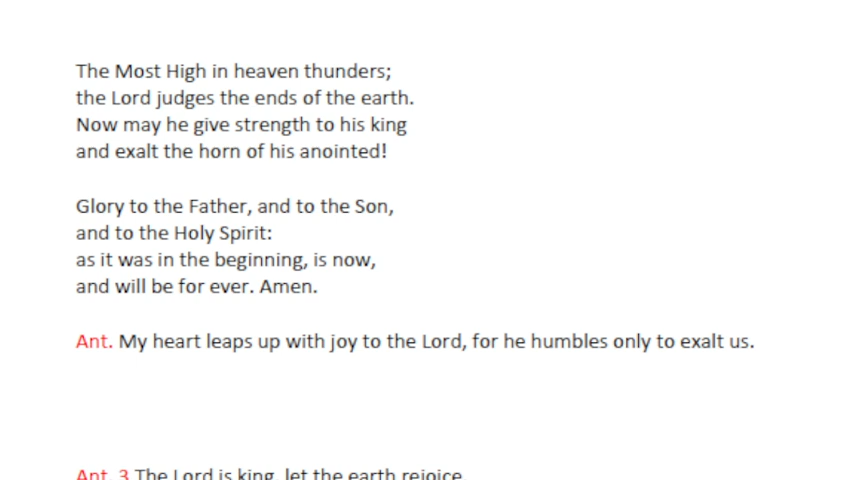 The Most High in heaven thunders;
the Lord judges the ends of the earth.
Now may he give strength to his king
and exalt the horn of his anointed!
Glory to the Father, and to the Son,
and to the Holy Spirit:
as it was in the beginning, is now,
and will be for ever. Amen.
Ant. My heart leaps up with joy to the Lord, for he humbles only to exalt us.
Ant. 3 The Lord is king, let the earth rejoice.